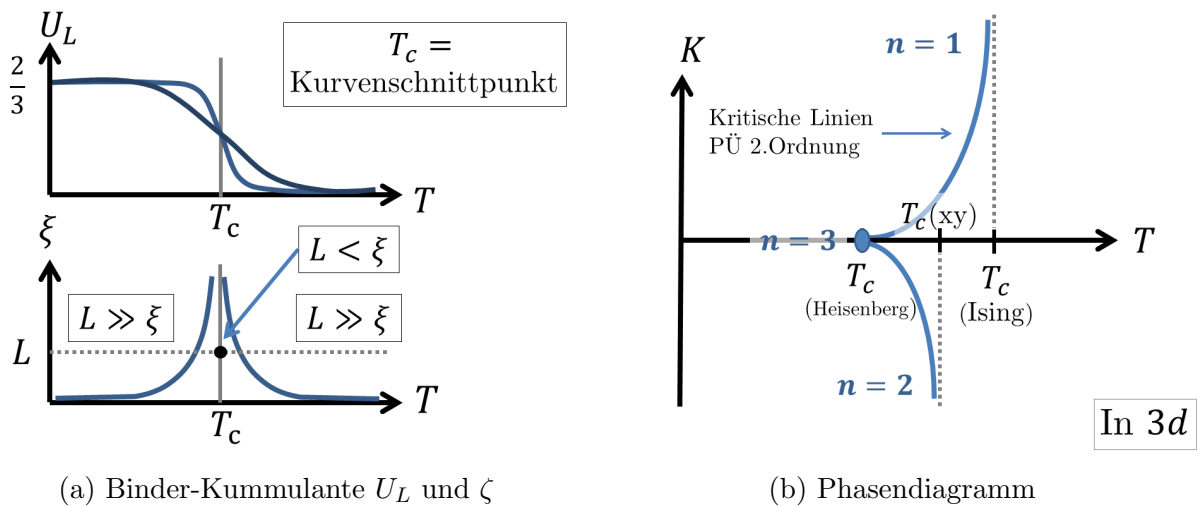 U_L
2/3
T_c =
Kurvenschnittpunkt
T
T_c
ξ
L < ξ
L ≫ ξ
L ≫ ξ
L
T
T_c
(a) Binder-Kummulante U_L und ζ
K
n = 1
Kritische Linien
PÜ 2.Ordnung
T_c(xy)
n = 3
T
T_c
(Heisenberg)
T_c
(Ising)
n = 2
In 3d
(b) Phasendiagramm